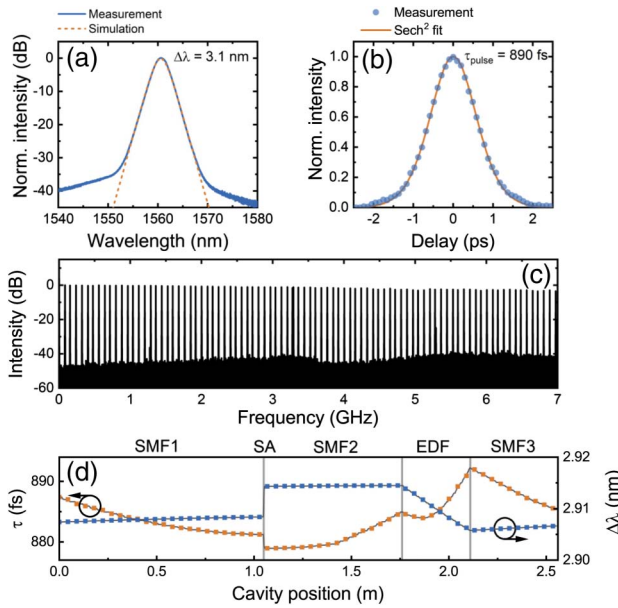 Measurement
Simulation
(a)
Δλ = 3.1 nm
Norm. intensity (dB)
0
-10
-20
-30
-40
1540 1550 1560 1570 1580
Wavelength (nm)
Measurement
Sech² fit
(b)
τpulse = 890 fs
Norm. intensity
1.0
0.8
0.6
0.4
0.2
0.0
-2 -1 0 1 2
Delay (ps)
(c)
Intensity (dB)
0
-20
-40
-60
0 1 2 3 4 5 6 7
Frequency (GHz)
SMF1 SA SMF2 EDF SMF3
(d)
τ (fs)
890
880
2.92
2.91
2.90
Δλ (nm)
0.0 0.5 1.0 1.5 2.0 2.5
Cavity position (m)